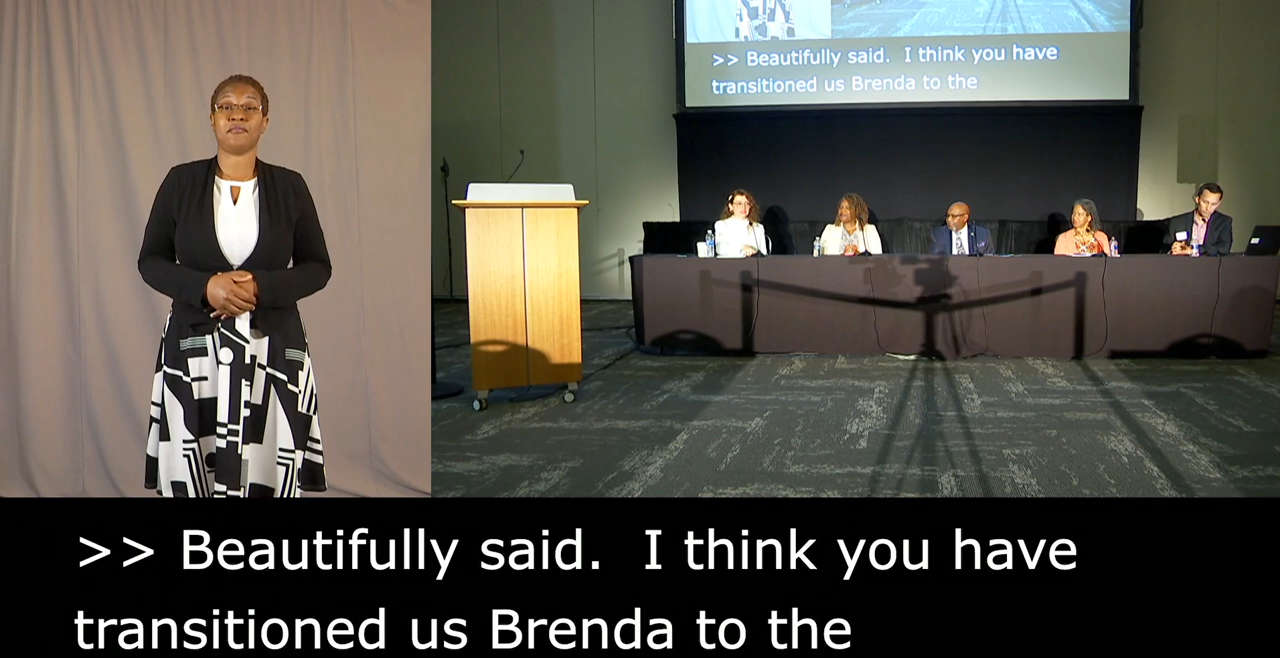 >> Beautifully said.  I think you have
transitioned us Brenda to the
>> Beautifully said.  I think you have
transitioned us Brenda to the